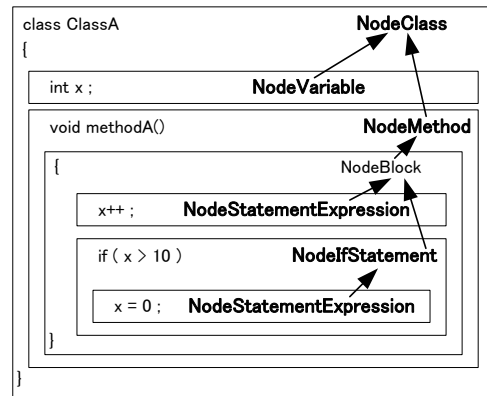 class ClassA NodeClass
{
int x ; NodeVariable
void methodA() NodeMethod
{ NodeBlock
x++ ; NodeStatementExpression
if ( x > 10 ) NodeIfStatement
x = 0 ; NodeStatementExpression
}
}